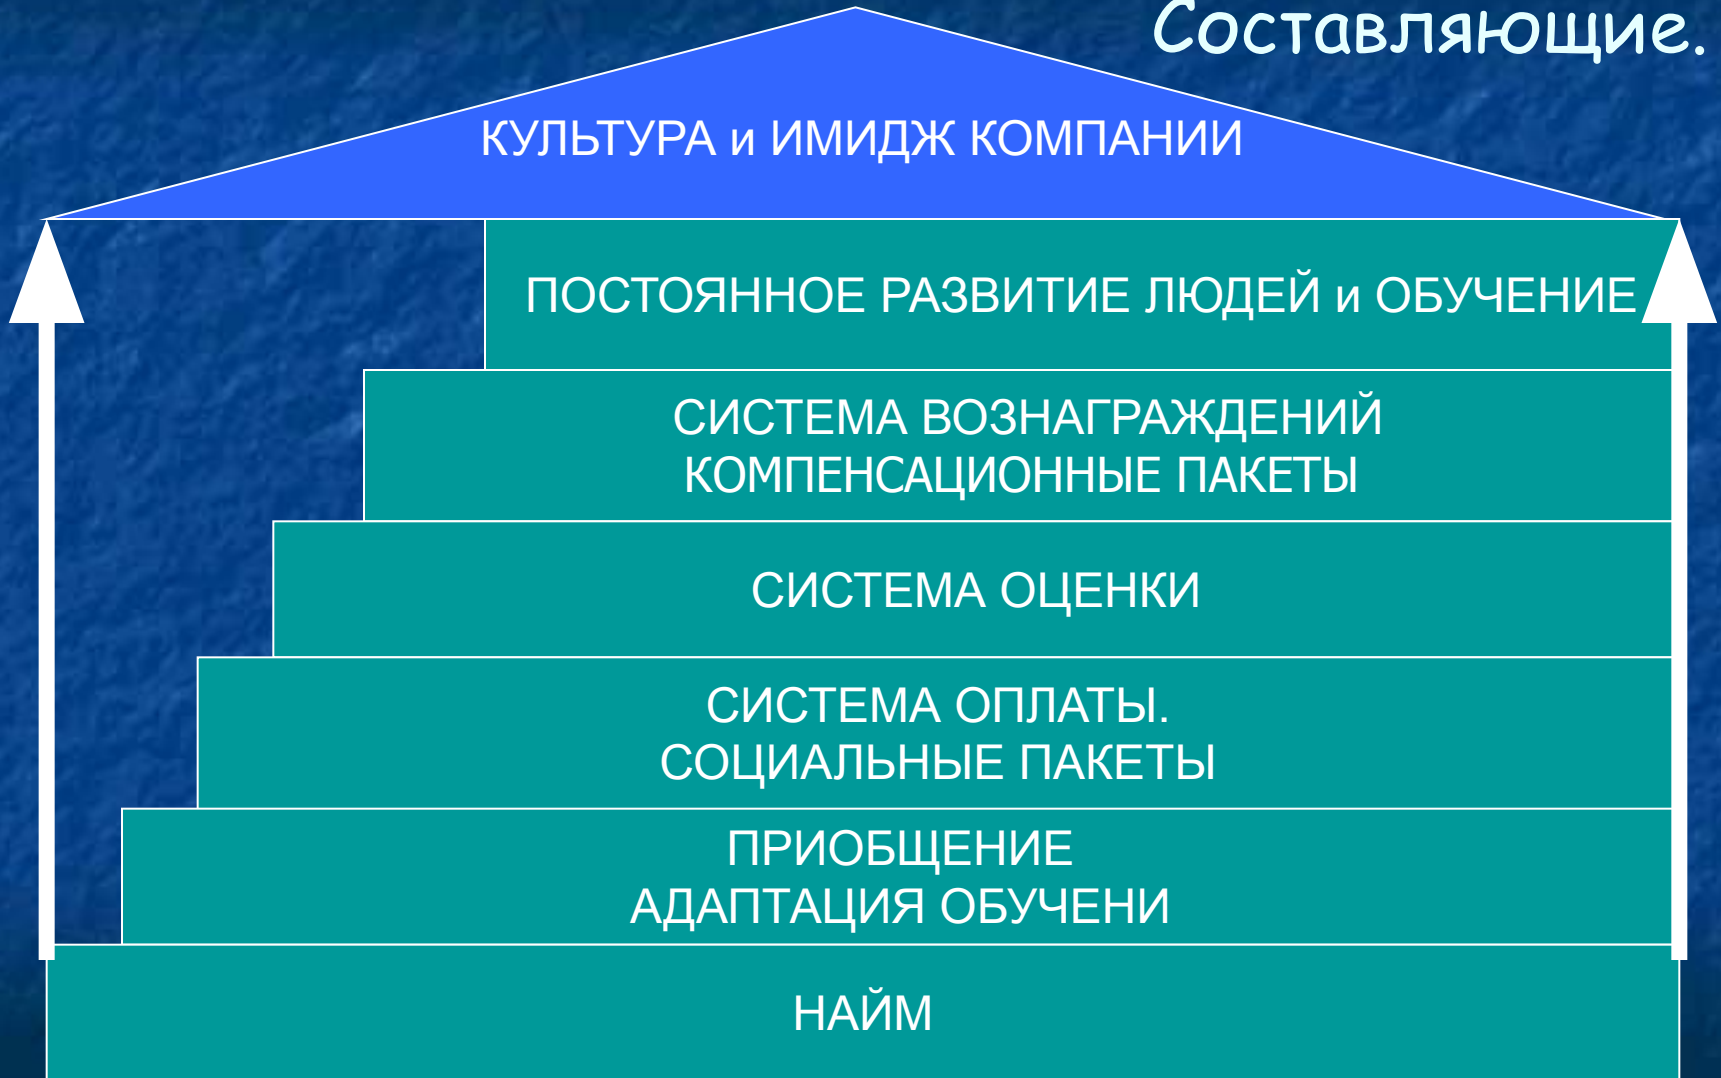 Составляющие.
КУЛЬТУРА и ИМИДЖ КОМПАНИИ
ПОСТОЯННОЕ РАЗВИТИЕ ЛЮДЕЙ и ОБУЧЕНИЕ
СИСТЕМА ВОЗНАГРАЖДЕНИЙ
КОМПЕНСАЦИОННЫЕ ПАКЕТЫ
СИСТЕМА ОЦЕНКИ
СИСТЕМА ОПЛАТЫ.
СОЦИАЛЬНЫЕ ПАКЕТЫ
ПРИОБЩЕНИЕ
АДАПТАЦИЯ ОБУЧЕНИ
НАЙМ